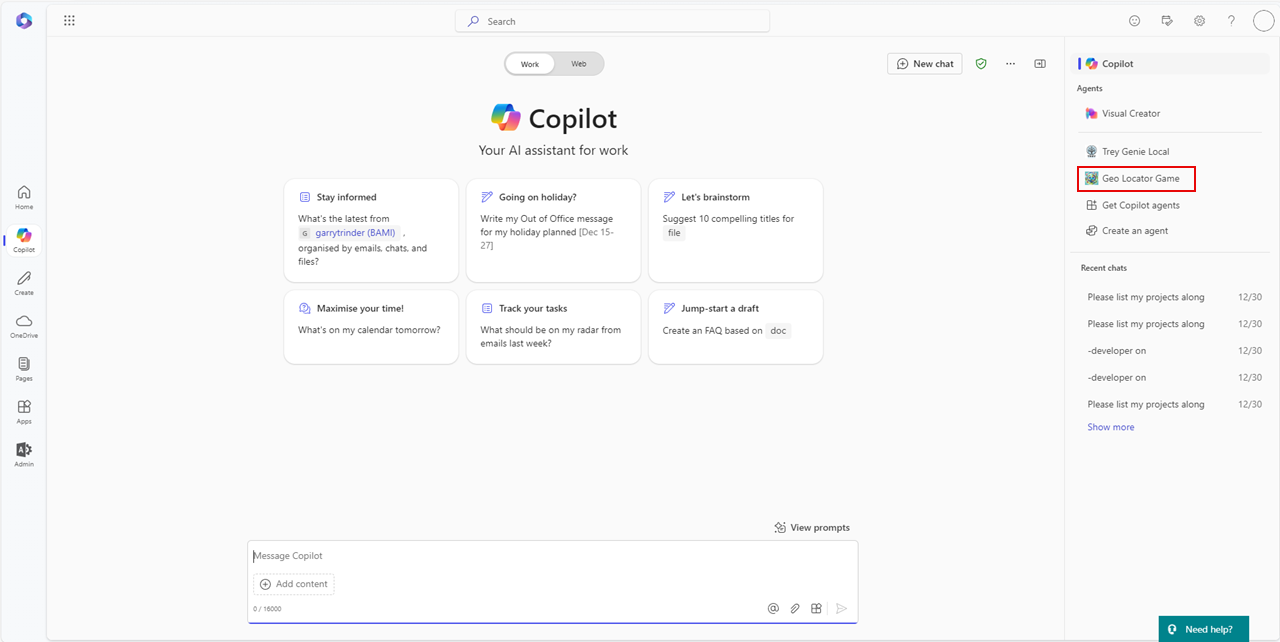 Search
Home
Copilot
Create
OneDrive
Pages
Apps
Admin
Work
Web
New chat
Copilot
Your AI assistant for work
Stay informed
What's the latest from
G garrytrinder (BAMI) ,
organised by emails, chats, and
files?
Going on holiday?
Write my Out of Office message
for my holiday planned [Dec 15-
27]
Let's brainstorm
Suggest 10 compelling titles for
file
Maximise your time!
What's on my calendar tomorrow?
Track your tasks
What should be on my radar from
emails last week?
Jump-start a draft
Create an FAQ based on doc
View prompts
Message Copilot
Add content
0 / 16000
Copilot
Agents
Visual Creator
Trey Genie Local
Geo Locator Game
Get Copilot agents
Create an agent
Recent chats
Please list my projects along 12/30
Please list my projects along 12/30
-developer on 12/30
-developer on 12/30
Please list my projects along 12/30
Show more
Need help?